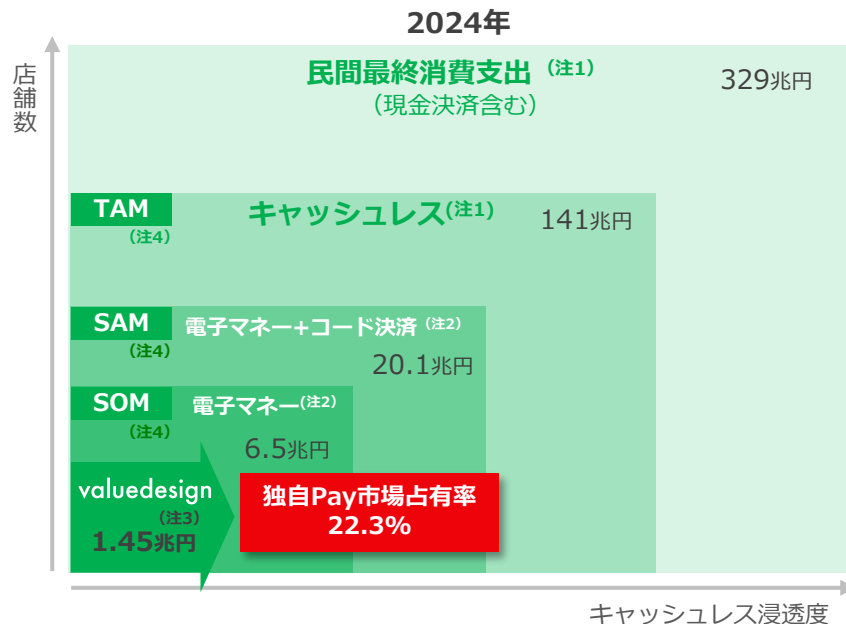 2024年
店舗数
民間最終消費支出（注1）
（現金決済含む）
329兆円
TAM
（注4）
キャッシュレス(注1)
141兆円
SAM
（注4）
電子マネー+コード決済（注2）
20.1兆円
SOM
（注4）
電子マネー(注2)
6.5兆円
valuedesign
（注3）
1.45兆円
独自Pay市場占有率
22.3%
キャッシュレス浸透度